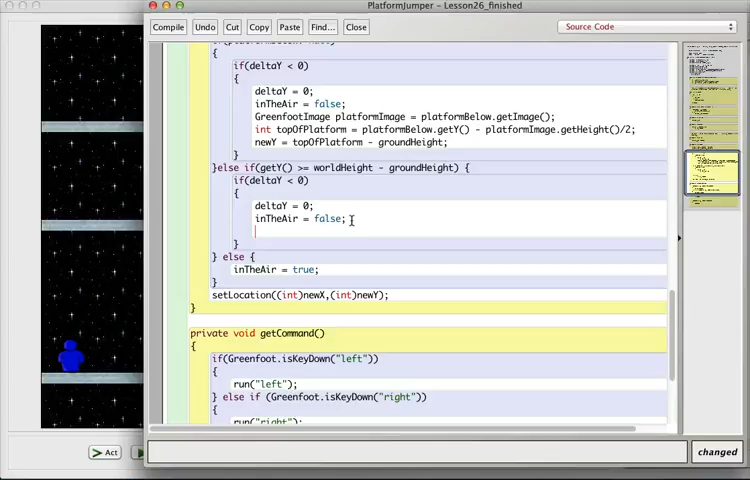 PlatformJumper - Lesson26_finished
Compile Undo Cut Copy Paste Find... Close Source Code
{
if(deltaY < 0)
{
deltaY = 0;
inTheAir = false;
GreenfootImage platformImage = platformBelow.getImage();
int topOfPlatform = platformBelow.getY() - platformImage.getHeight()/2;
newY = topOfPlatform - groundHeight;
}
}else if(getY() >= worldHeight - groundHeight) {
if(deltaY < 0)
{
deltaY = 0;
inTheAir = false;
}
} else {
inTheAir = true;
}
setLocation((int)newX,(int)newY);
}
private void getCommand()
{
if(Greenfoot.isKeyDown("left"))
{
run("left");
} else if (Greenfoot.isKeyDown("right"))
{
run("right");
changed
Act